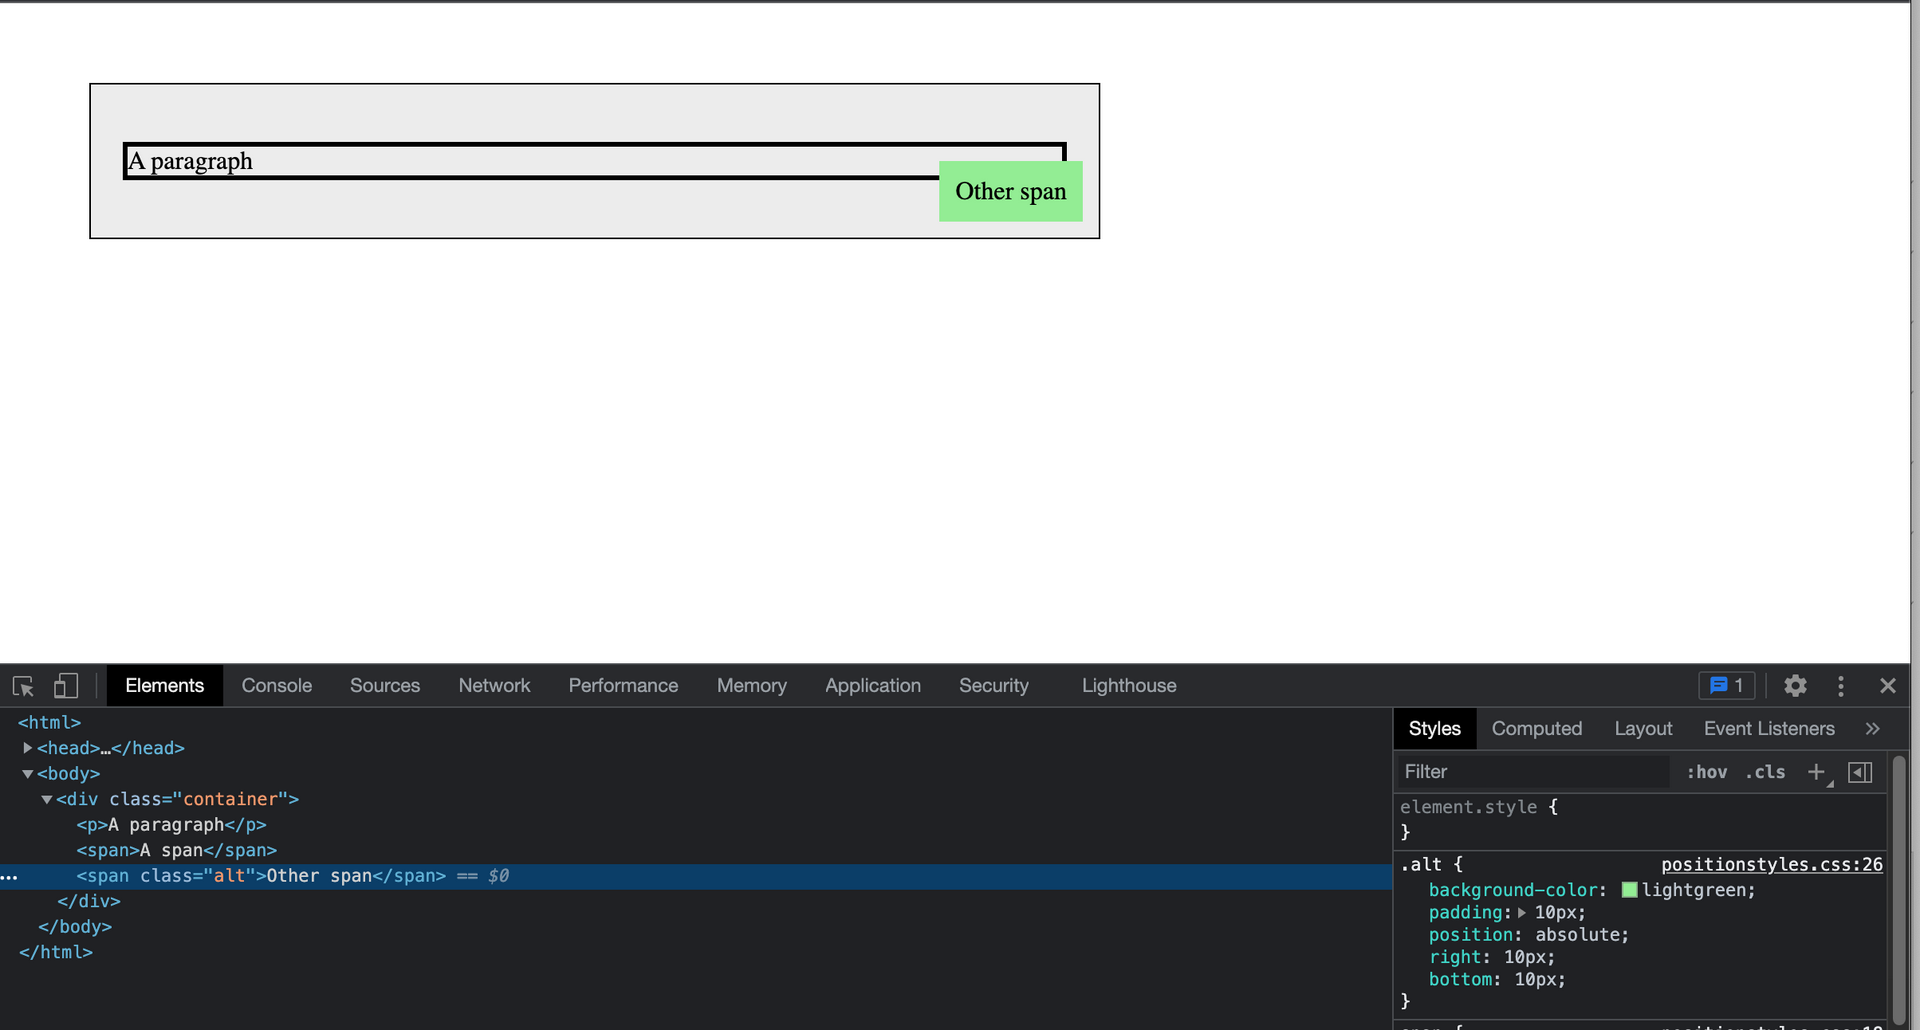 A paragraph
Other span
Elements Console Sources Network Performance Memory Application Security Lighthouse 1
<html>
<head>…</head>
<body>
<div class="container">
<p>A paragraph</p>
<span>A span</span>
<span class="alt">Other span</span> == $0
</div>
</body>
</html>
Styles Computed Layout Event Listeners »
Filter :hov .cls +
element.style {
}
.alt { positionstyles.css:26
background-color: lightgreen;
padding: 10px;
position: absolute;
right: 10px;
bottom: 10px;
}